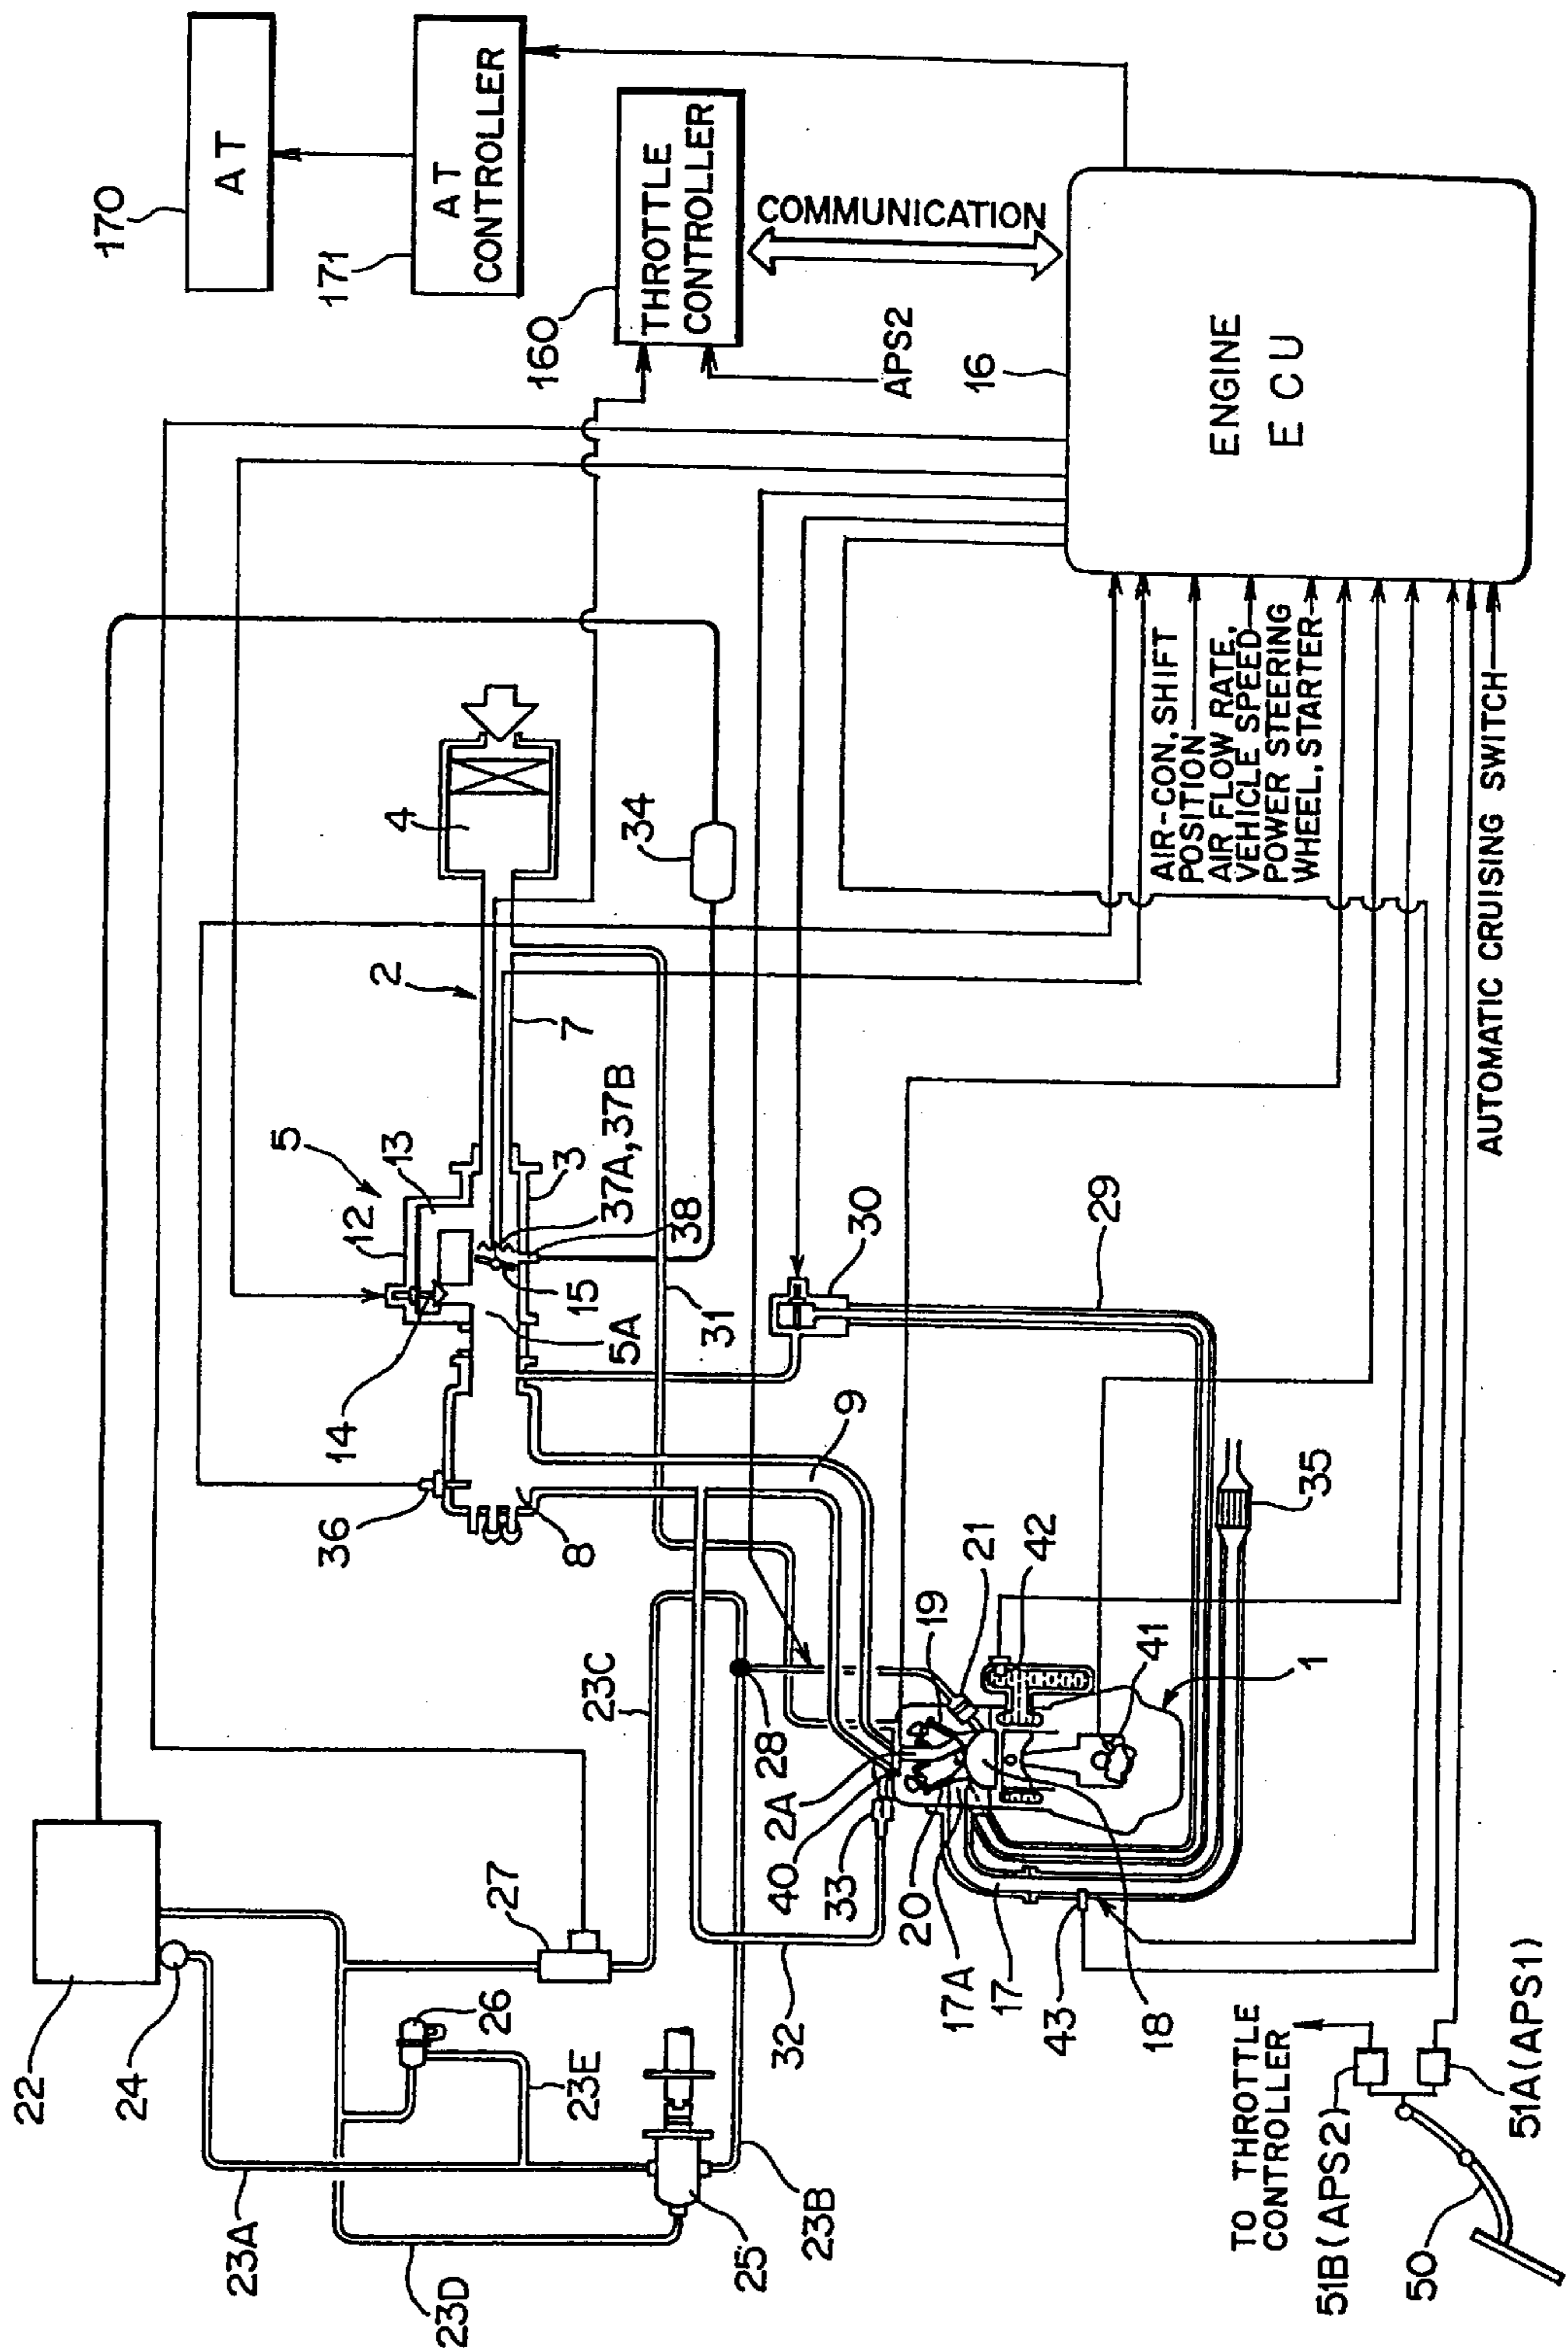 170
A T
171
A T
CONTROLLER
160
THROTTLE
CONTROLLER
COMMUNICATION
APS2
16
ENGINE
E C U
AIR-CON, SHIFT
POSITION
AIR FLOW RATE,
VEHICLE SPEED
POWER STEERING
WHEEL, STARTER
AUTOMATIC CRUISING SWITCH
4
34
2
7
5
13
12
37A, 37B
3
38
15
5A
14
31
30
29
36
8
9
35
21
42
19
41
1
28
2A
40
33
20
17A
17
43
18
32
23C
27
26
23E
22
24
23A
23D
25
23B
TO THROTTLE
CONTROLLER
51B(APS2)
51A(APS1)
50